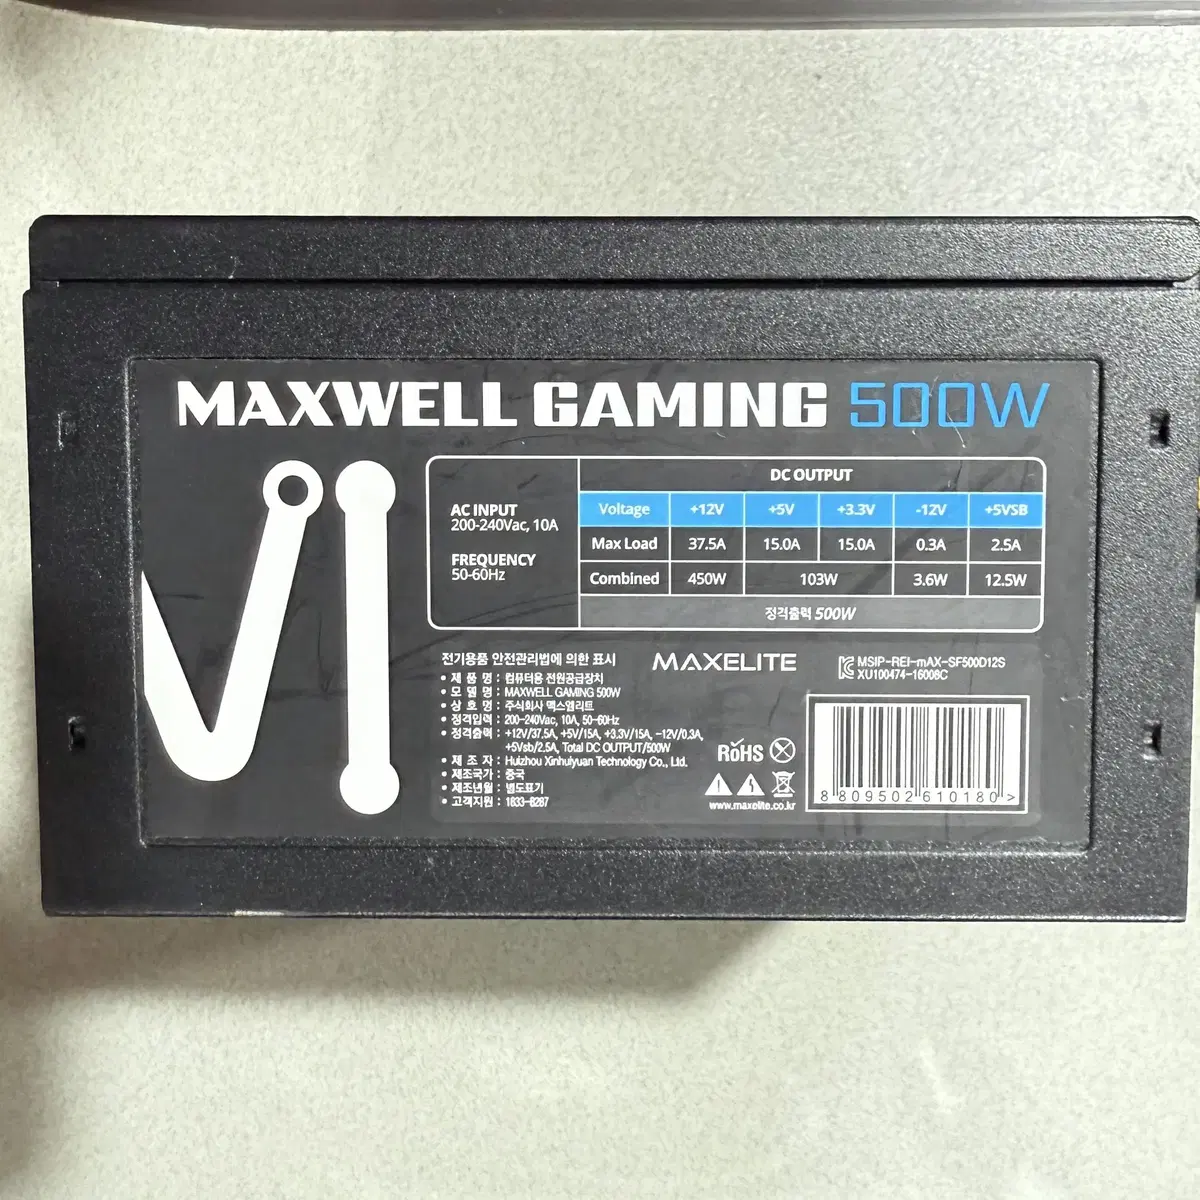 MAXWELL GAMING 500W
AC INPUT
200-240Vac, 10A
FREQUENCY
50-60Hz
DC OUTPUT
Voltage +12V +5V +3.3V -12V +5VSB
Max Load 37.5A 15.0A 15.0A 0.3A 2.5A
Combined 450W 103W 3.6W 12.5W
정격출력 500W
전기용품 안전관리법에 의한 표시
• 제 품 명 : 컴퓨터용 전원공급장치
• 모 델 명 : MAXWELL GAMING 500W
• 상 호 명 : 주식회사 맥스엘리트
• 정격입력 : 200-240Vac, 10A, 50-60Hz
• 정격출력 : +12V/37.5A, +5V/15A, +3.3V/15A, -12V/0.3A,
+5Vsb/2.5A, Total DC OUTPUT/500W
• 제 조 자 : Huizhou Xinhuiyuan Technology Co., Ltd.
• 제조국가 : 중국
• 제조년월 : 별도표기
• 고객지원 : 1833-8287
MAXELITE
MSIP-REI-mAX-SF500D12S
XU100474-16008C
RoHS
www.maxelite.co.kr
8 809502 610180 >